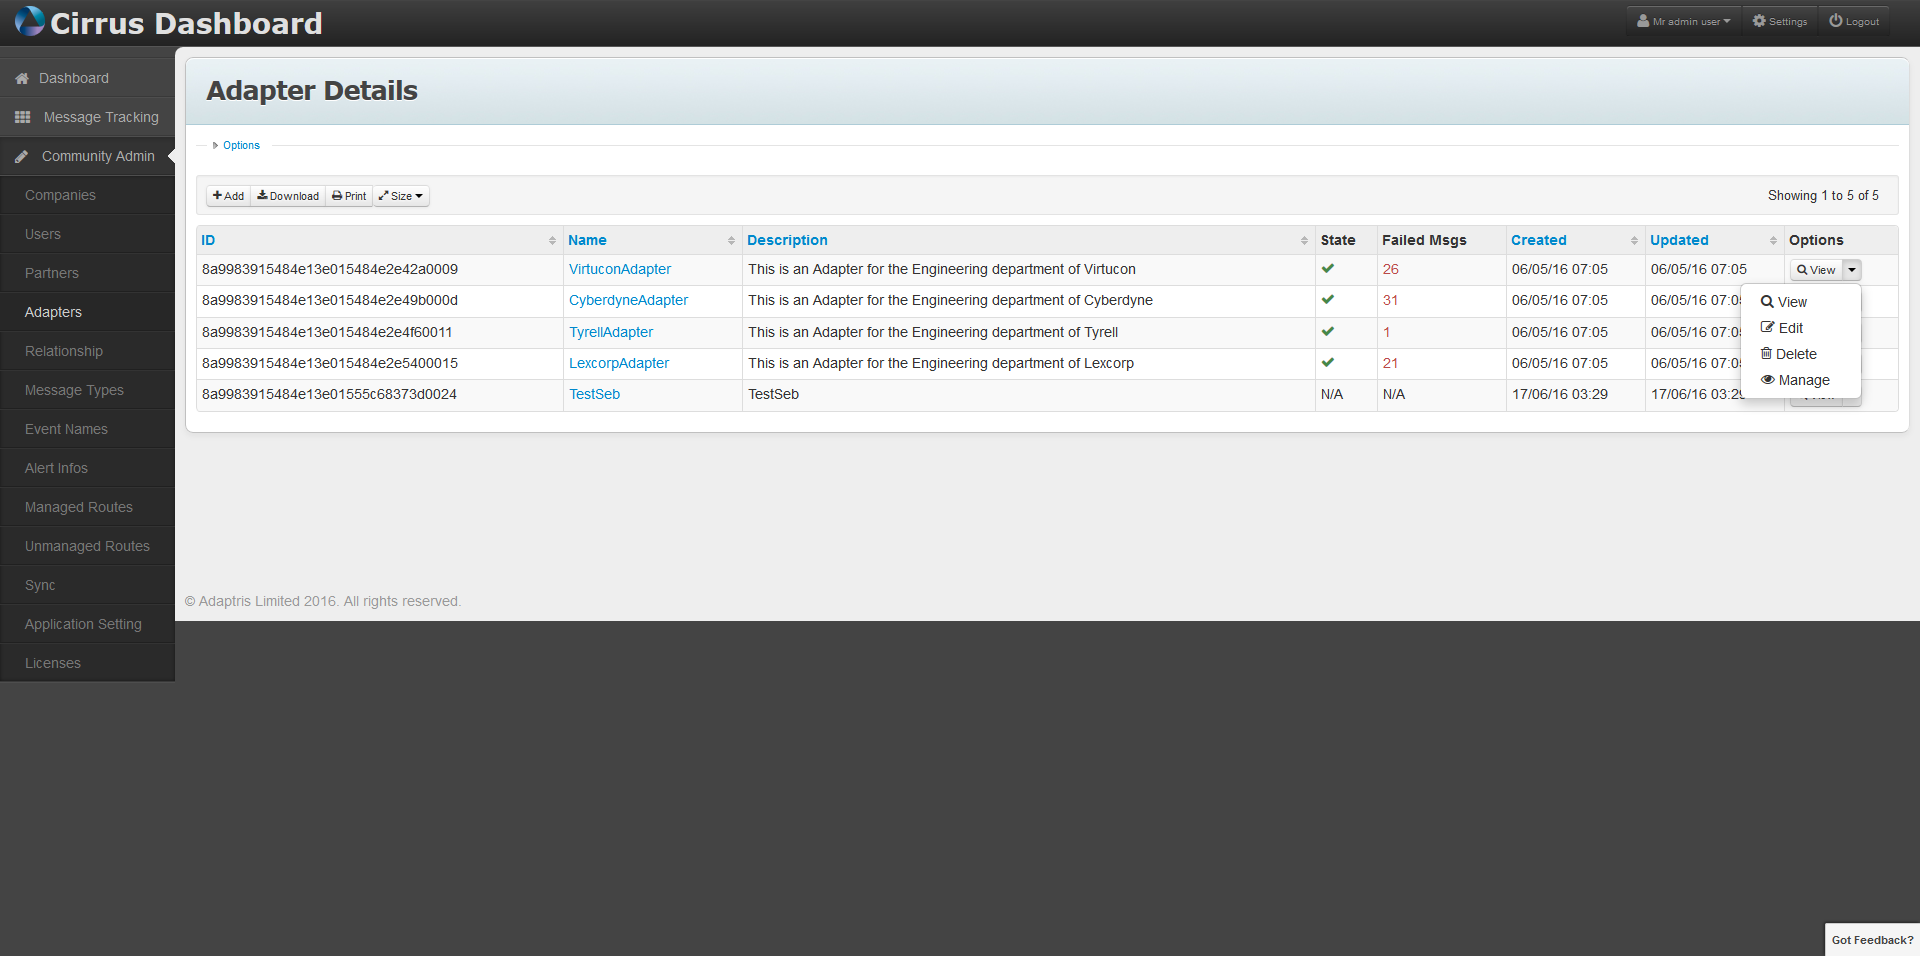 Cirrus Dashboard
Mr admin user
Settings
Logout
Dashboard
Message Tracking
Community Admin
Companies
Users
Partners
Adapters
Relationship
Message Types
Event Names
Alert Infos
Managed Routes
Unmanaged Routes
Sync
Application Setting
Licenses
Adapter Details
Options
Add Download Print Size
Showing 1 to 5 of 5
ID Name Description State Failed Msgs Created Updated Options
8a9983915484e13e015484e2e42a0009 VirtuconAdapter This is an Adapter for the Engineering department of Virtucon 26 06/05/16 07:05 06/05/16 07:05 View
8a9983915484e13e015484e2e49b000d CyberdyneAdapter This is an Adapter for the Engineering department of Cyberdyne 31 06/05/16 07:05 06/05/16 07:05
8a9983915484e13e015484e2e4f60011 TyrellAdapter This is an Adapter for the Engineering department of Tyrell 1 06/05/16 07:05 06/05/16 07:05
8a9983915484e13e015484e2e5400015 LexcorpAdapter This is an Adapter for the Engineering department of Lexcorp 21 06/05/16 07:05 06/05/16 07:05
8a9983915484e13e01555c68373d0024 TestSeb TestSeb N/A N/A 17/06/16 03:29 17/06/16 03:29
View
Edit
Delete
Manage
© Adaptris Limited 2016. All rights reserved.
Got Feedback?